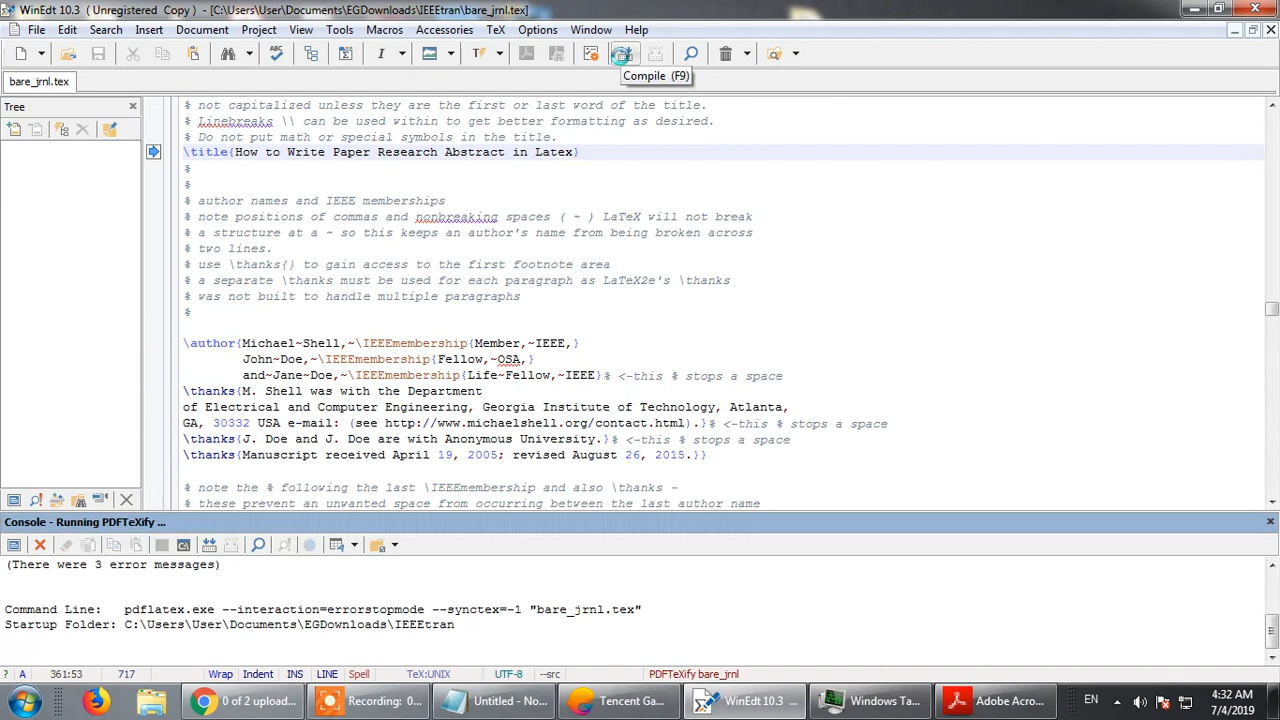 WinEdt 10.3  ( Unregistered  Copy ) - [C:\Users\User\Documents\EGDownloads\IEEEtran\bare_jrnl.tex]
File Edit Search Insert Document Project View Tools Macros Accessories TeX Options Window Help
Compile (F9)
bare_jrnl.tex
Tree
% not capitalized unless they are the first or last word of the title.
% Linebreaks \\ can be used within to get better formatting as desired.
% Do not put math or special symbols in the title.
\title{How to Write Paper Research Abstract in Latex}
%
%
% author names and IEEE memberships
% note positions of commas and nonbreaking spaces ( ~ ) LaTeX will not break
% a structure at a ~ so this keeps an author's name from being broken across
% two lines.
% use \thanks{} to gain access to the first footnote area
% a separate \thanks must be used for each paragraph as LaTeX2e's \thanks
% was not built to handle multiple paragraphs
%
\author{Michael~Shell,~\IEEEmembership{Member,~IEEE,}
John~Doe,~\IEEEmembership{Fellow,~OSA,}
and~Jane~Doe,~\IEEEmembership{Life~Fellow,~IEEE}% <-this % stops a space
\thanks{M. Shell was with the Department
of Electrical and Computer Engineering, Georgia Institute of Technology, Atlanta,
GA, 30332 USA e-mail: (see http://www.michaelshell.org/contact.html).}% <-this % stops a space
\thanks{J. Doe and J. Doe are with Anonymous University.}% <-this % stops a space
\thanks{Manuscript received April 19, 2005; revised August 26, 2015.}}
% note the % following the last \IEEEmembership and also \thanks -
% these prevent an unwanted space from occurring between the last author name
Console - Running PDFTeXify ...
(There were 3 error messages)
Command Line:   pdflatex.exe --interaction=errorstopmode --synctex=-1 "bare_jrnl.tex"
Startup Folder: C:\Users\User\Documents\EGDownloads\IEEEtran
? A 361:53 717 Wrap Indent INS LINE Spell TeX:UNIX UTF-8 --src PDFTeXify bare_jrnl
0 of 2 upload... Recording: 0... Untitled - No... Tencent Ga... WinEdt 10.3 ... Windows Ta... Adobe Acro... EN 4:32 AM
7/4/2019